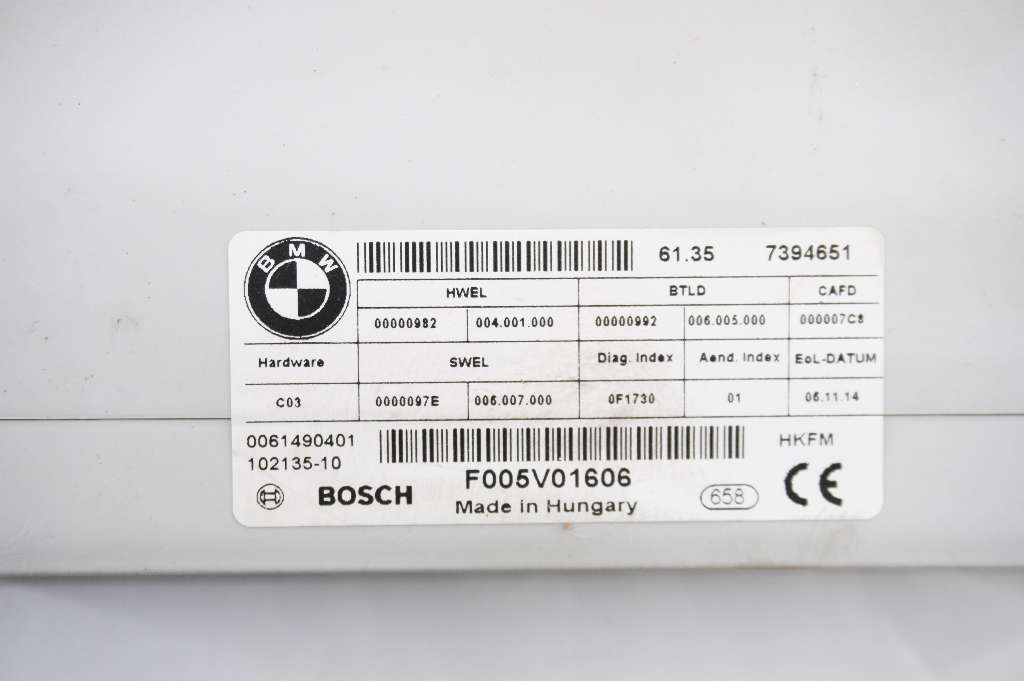 BMW
61.35 7394651
HWEL BTLD CAFD
00000982 004.001.000 00000992 006.005.000 000007C8
Hardware SWEL Diag. Index Aend. Index EoL-DATUM
C03 0000097E 006.007.000 0F1730 01 06.11.14
0061490401 HKFM
102135-10
F005V01606
BOSCH Made in Hungary 658 CE